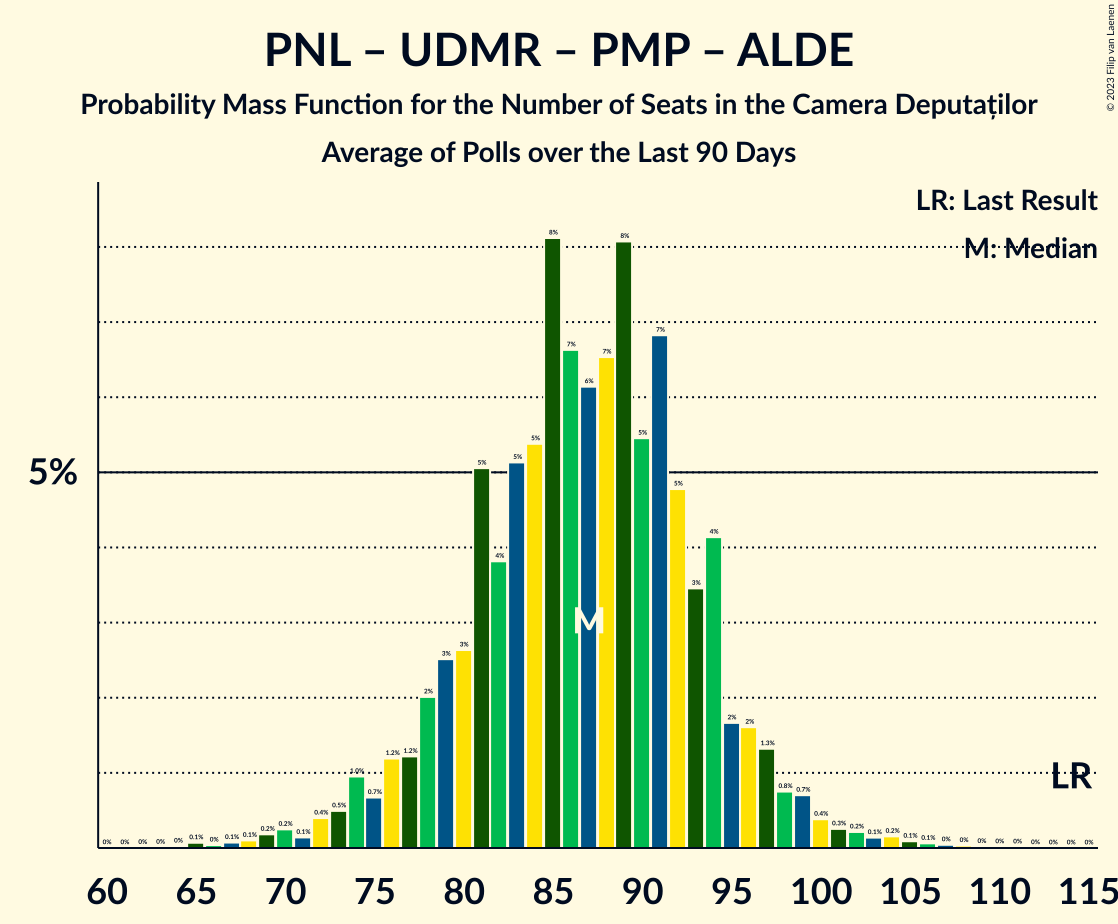 PNL – UDMR – PMP – ALDE
Probability Mass Function for the Number of Seats in the Camera Deputaților
Average of Polls over the Last 90 Days
© 2023 Filip van Laenen
LR: Last Result
M: Median
5%
0% 0% 0% 0% 0% 0.1% 0% 0.1% 0.1% 0.2% 0.2% 0.1% 0.4% 0.5% 1.0% 0.7% 1.2% 1.2% 2% 3% 3% 5% 4% 5% 5% 8% 7% 6% 7% 8% 5% 7% 5% 3% 4% 2% 2% 1.3% 0.8% 0.7% 0.4% 0.3% 0.2% 0.1% 0.2% 0.1% 0.1% 0% 0% 0% 0% 0% 0% 0% 0% 0%
M
LR
60 65 70 75 80 85 90 95 100 105 110 115